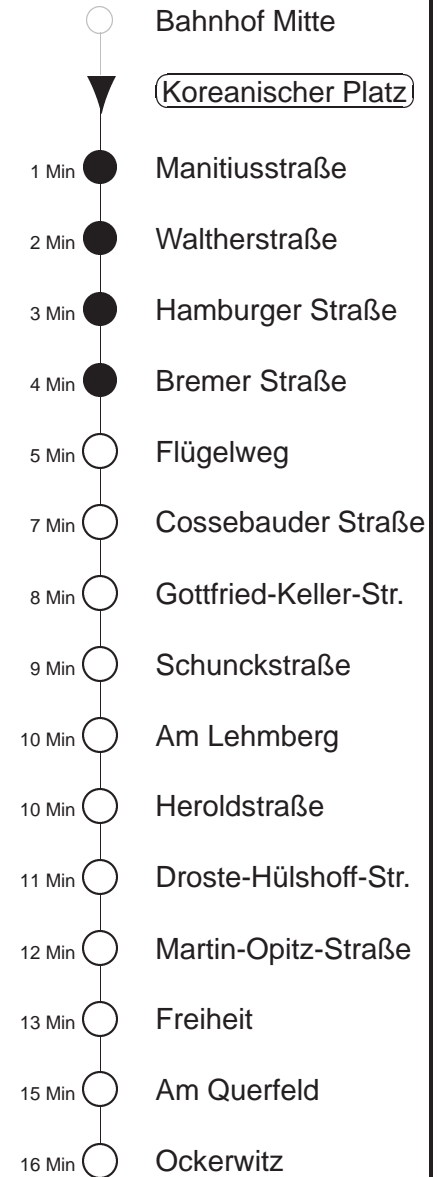 Bahnhof Mitte
Koreanischer Platz
1 Min Manitiusstraße
2 Min Waltherstraße
3 Min Hamburger Straße
4 Min Bremer Straße
5 Min Flügelweg
7 Min Cossebauder Straße
8 Min Gottfried-Keller-Str.
9 Min Schunckstraße
10 Min Am Lehmberg
10 Min Heroldstraße
11 Min Droste-Hülshoff-Str.
12 Min Martin-Opitz-Straße
13 Min Freiheit
15 Min Am Querfeld
16 Min Ockerwitz